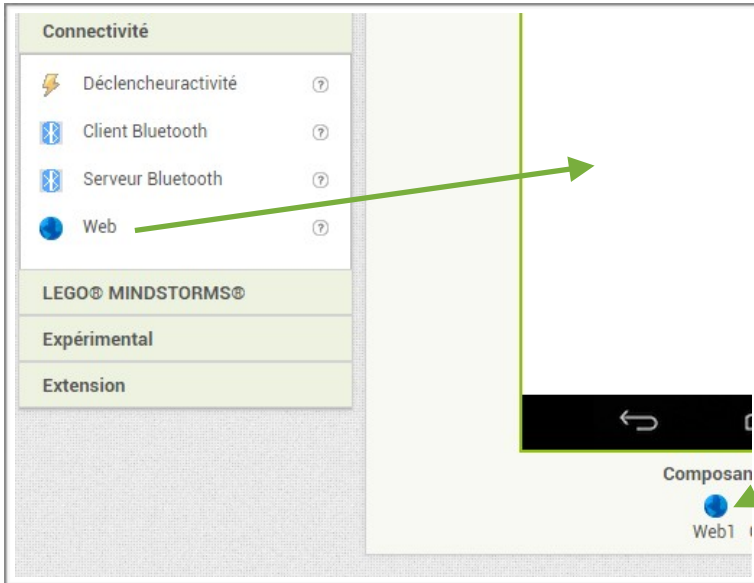 Connectivité
Déclencheuractivité
Client Bluetooth
Serveur Bluetooth
Web
LEGO® MINDSTORMS®
Expérimental
Extension
Composan
Web1